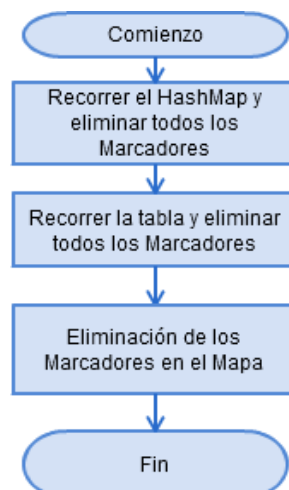 Comienzo
Recorrer el HashMap y
eliminar todos los
Marcadores
Recorrer la tabla y eliminar
todos los Marcadores
Eliminación de los
Marcadores en el Mapa
Fin